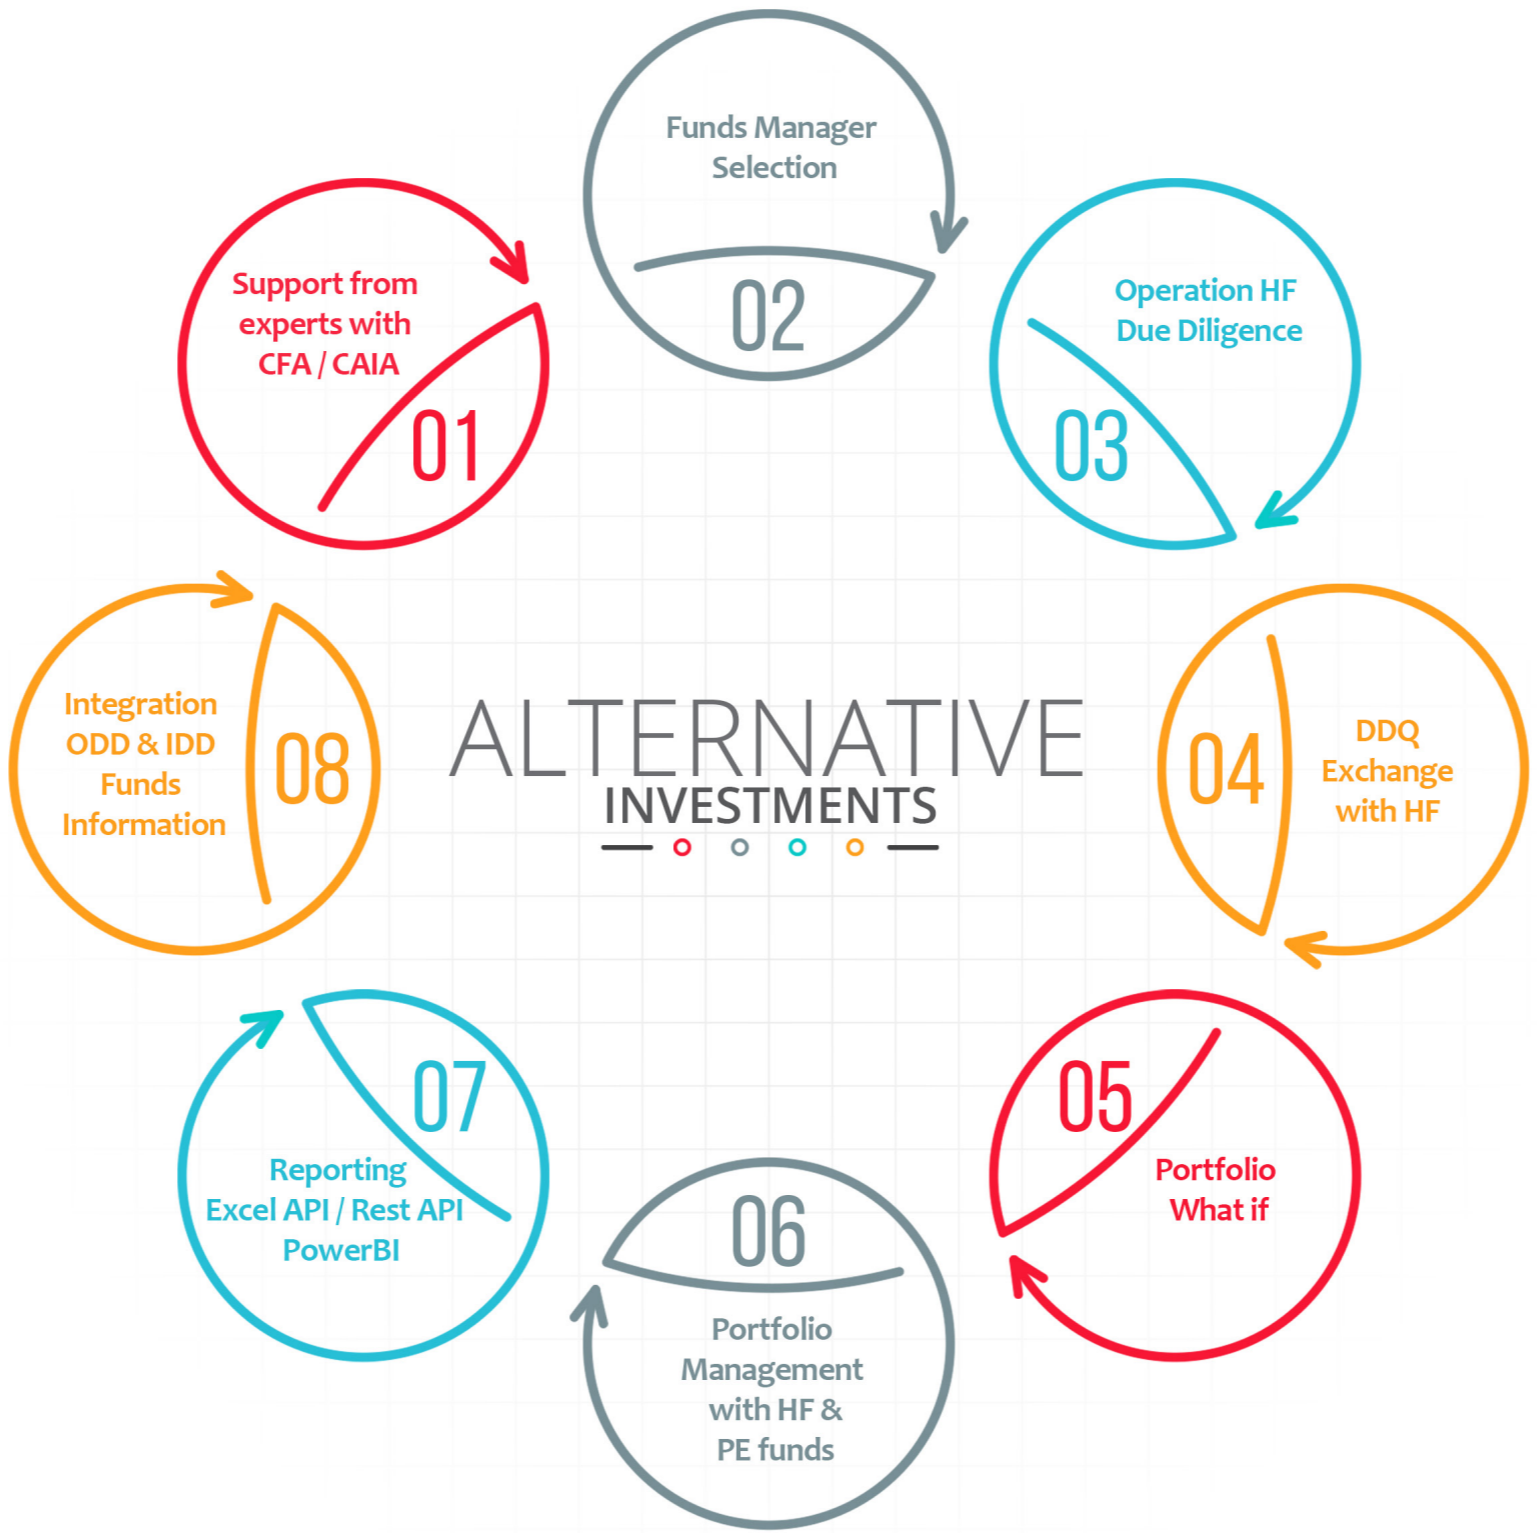 ALTERNATIVE
INVESTMENTS
Support from
experts with
CFA / CAIA
01
Funds Manager
Selection
02
Operation HF
Due Diligence
03
04
DDQ
Exchange
with HF
05
Portfolio
What if
06
Portfolio
Management
with HF &
PE funds
07
Reporting
Excel API / Rest API
PowerBI
Integration
ODD & IDD
Funds
Information
08